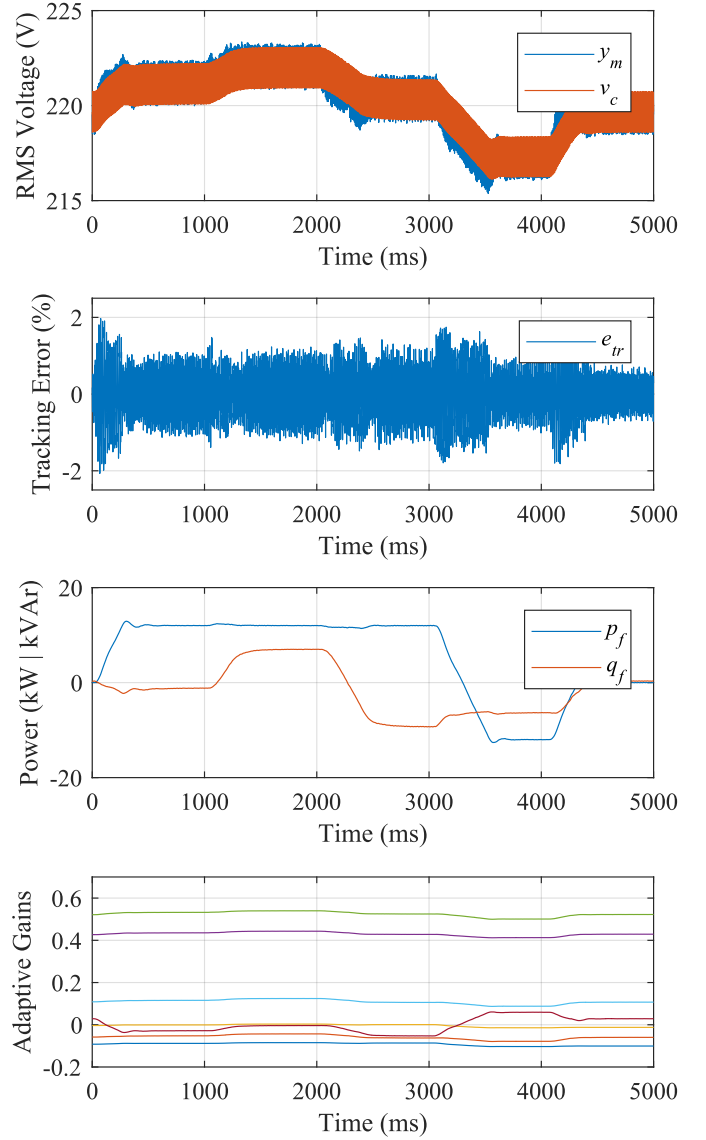 RMS Voltage (V)
225
220
215
y_m
v_c
0 1000 2000 3000 4000 5000
Time (ms)
Tracking Error (%)
2
0
-2
e_tr
0 1000 2000 3000 4000 5000
Time (ms)
Power (kW | kVAr)
20
0
-20
p_f
q_f
0 1000 2000 3000 4000 5000
Time (ms)
Adaptive Gains
0.6
0.4
0.2
0
-0.2
0 1000 2000 3000 4000 5000
Time (ms)